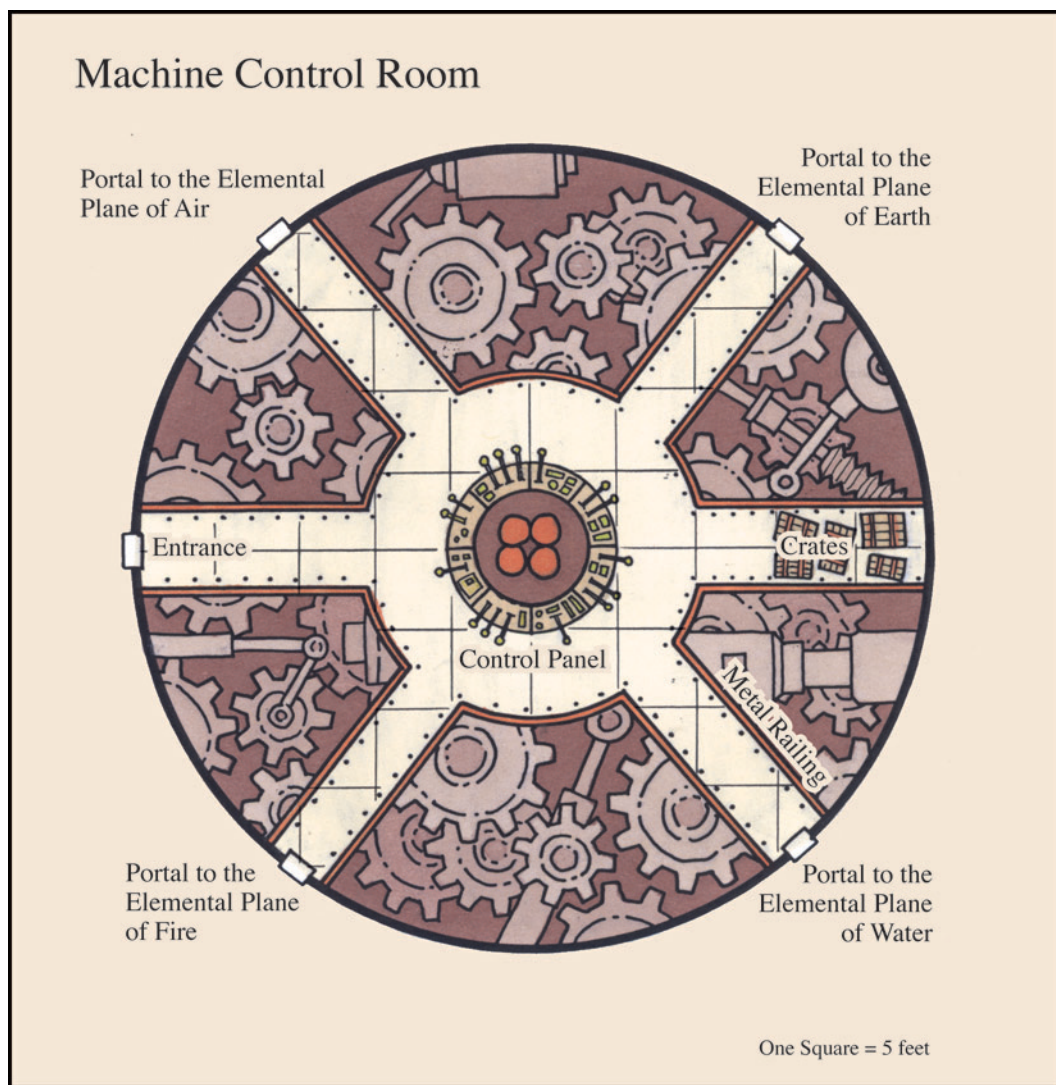 Machine Control Room
Portal to the Elemental
Plane of Air
Portal to the
Elemental Plane
of Earth
Entrance
Crates
Control Panel
Metal Railing
Portal to the
Elemental Plane
of Fire
Portal to the
Elemental Plane
of Water
One Square = 5 feet